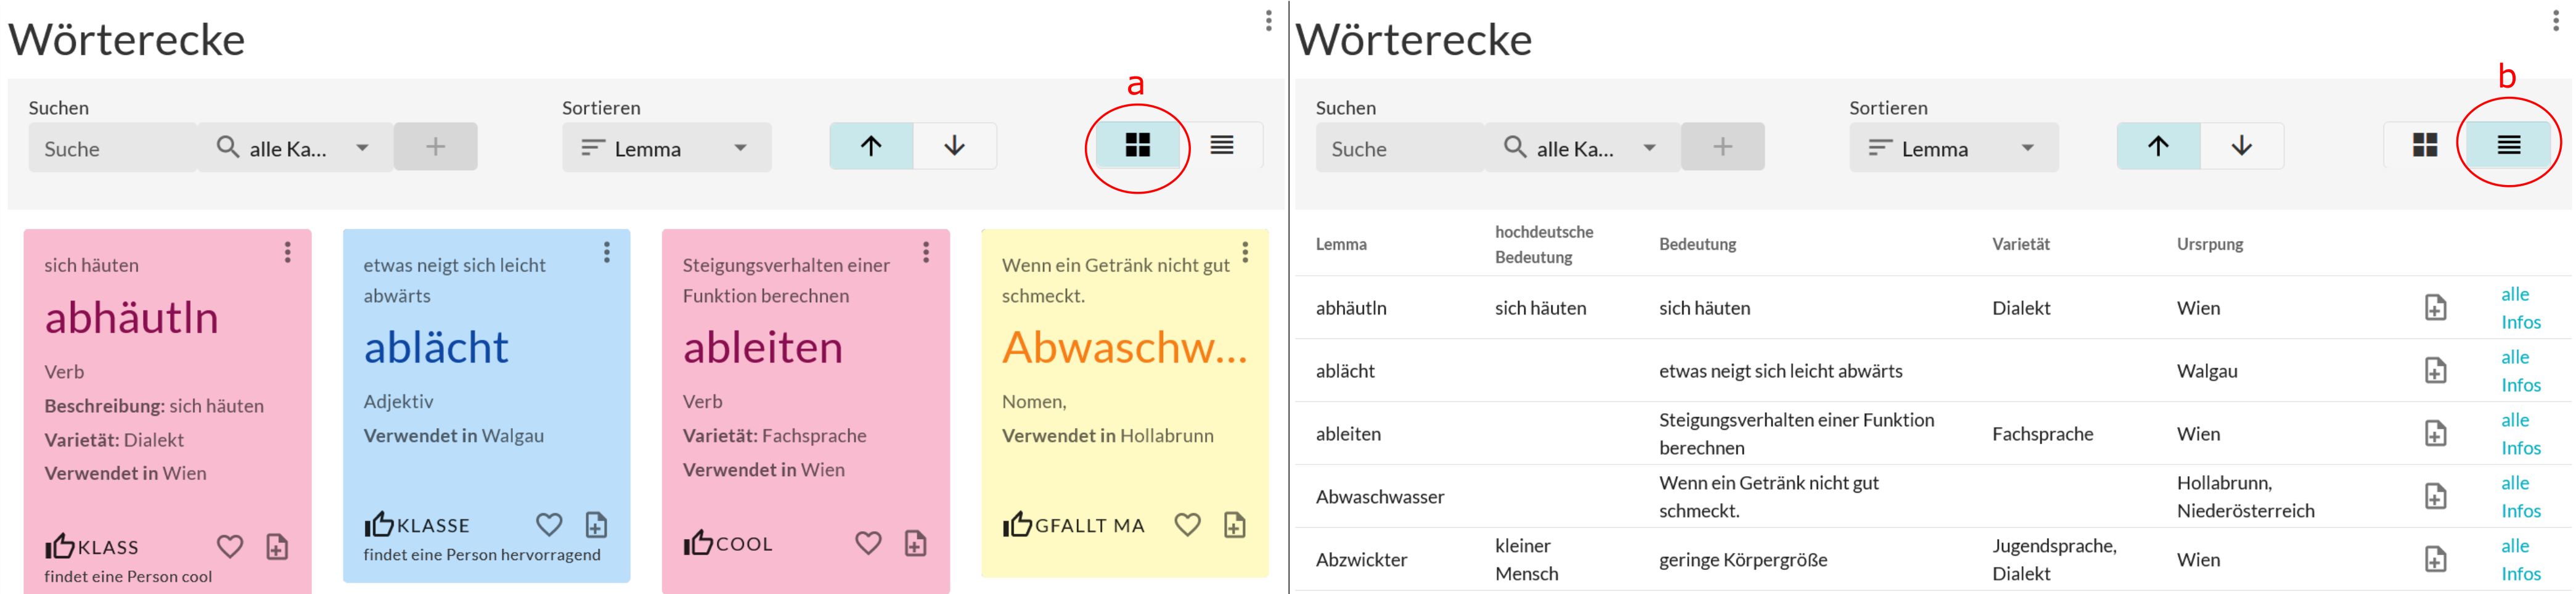 Wörterecke
a
Suchen
Sortieren
Suche
alle Ka...
+
Lemma
sich häuten
abhäutln
Verb
Beschreibung: sich häuten
Varietät: Dialekt
Verwendet in Wien
KLASS
findet eine Person cool
etwas neigt sich leicht
abwärts
ablächt
Adjektiv
Verwendet in Walgau
KLASSE
findet eine Person hervorragend
Steigungsverhalten einer
Funktion berechnen
ableiten
Verb
Varietät: Fachsprache
Verwendet in Wien
COOL
Wenn ein Getränk nicht gut
schmeckt.
Abwaschw...
Nomen,
Verwendet in Hollabrunn
GFALLT MA
Wörterecke
b
Suchen
Sortieren
Suche
alle Ka...
+
Lemma
Lemma
hochdeutsche
Bedeutung
Bedeutung
Varietät
Ursrpung
abhäutln
sich häuten
sich häuten
Dialekt
Wien
alle
Infos
ablächt
etwas neigt sich leicht abwärts
Walgau
alle
Infos
ableiten
Steigungsverhalten einer Funktion
berechnen
Fachsprache
Wien
alle
Infos
Abwaschwasser
Wenn ein Getränk nicht gut
schmeckt.
Hollabrunn,
Niederösterreich
alle
Infos
Abzwickter
kleiner
Mensch
geringe Körpergröße
Jugendsprache,
Dialekt
Wien
alle
Infos